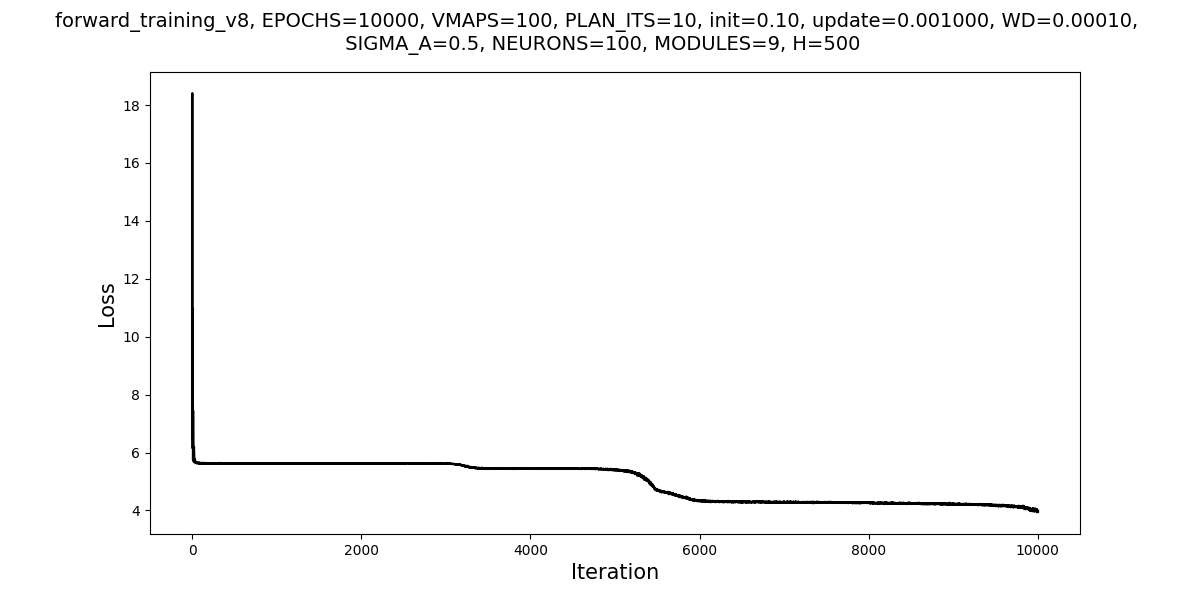 forward_training_v8, EPOCHS=10000, VMAPS=100, PLAN_ITS=10, init=0.10, update=0.001000, WD=0.00010,
SIGMA_A=0.5, NEURONS=100, MODULES=9, H=500
18
16
14
12
10
8
6
4
Loss
0 2000 4000 6000 8000 10000
Iteration